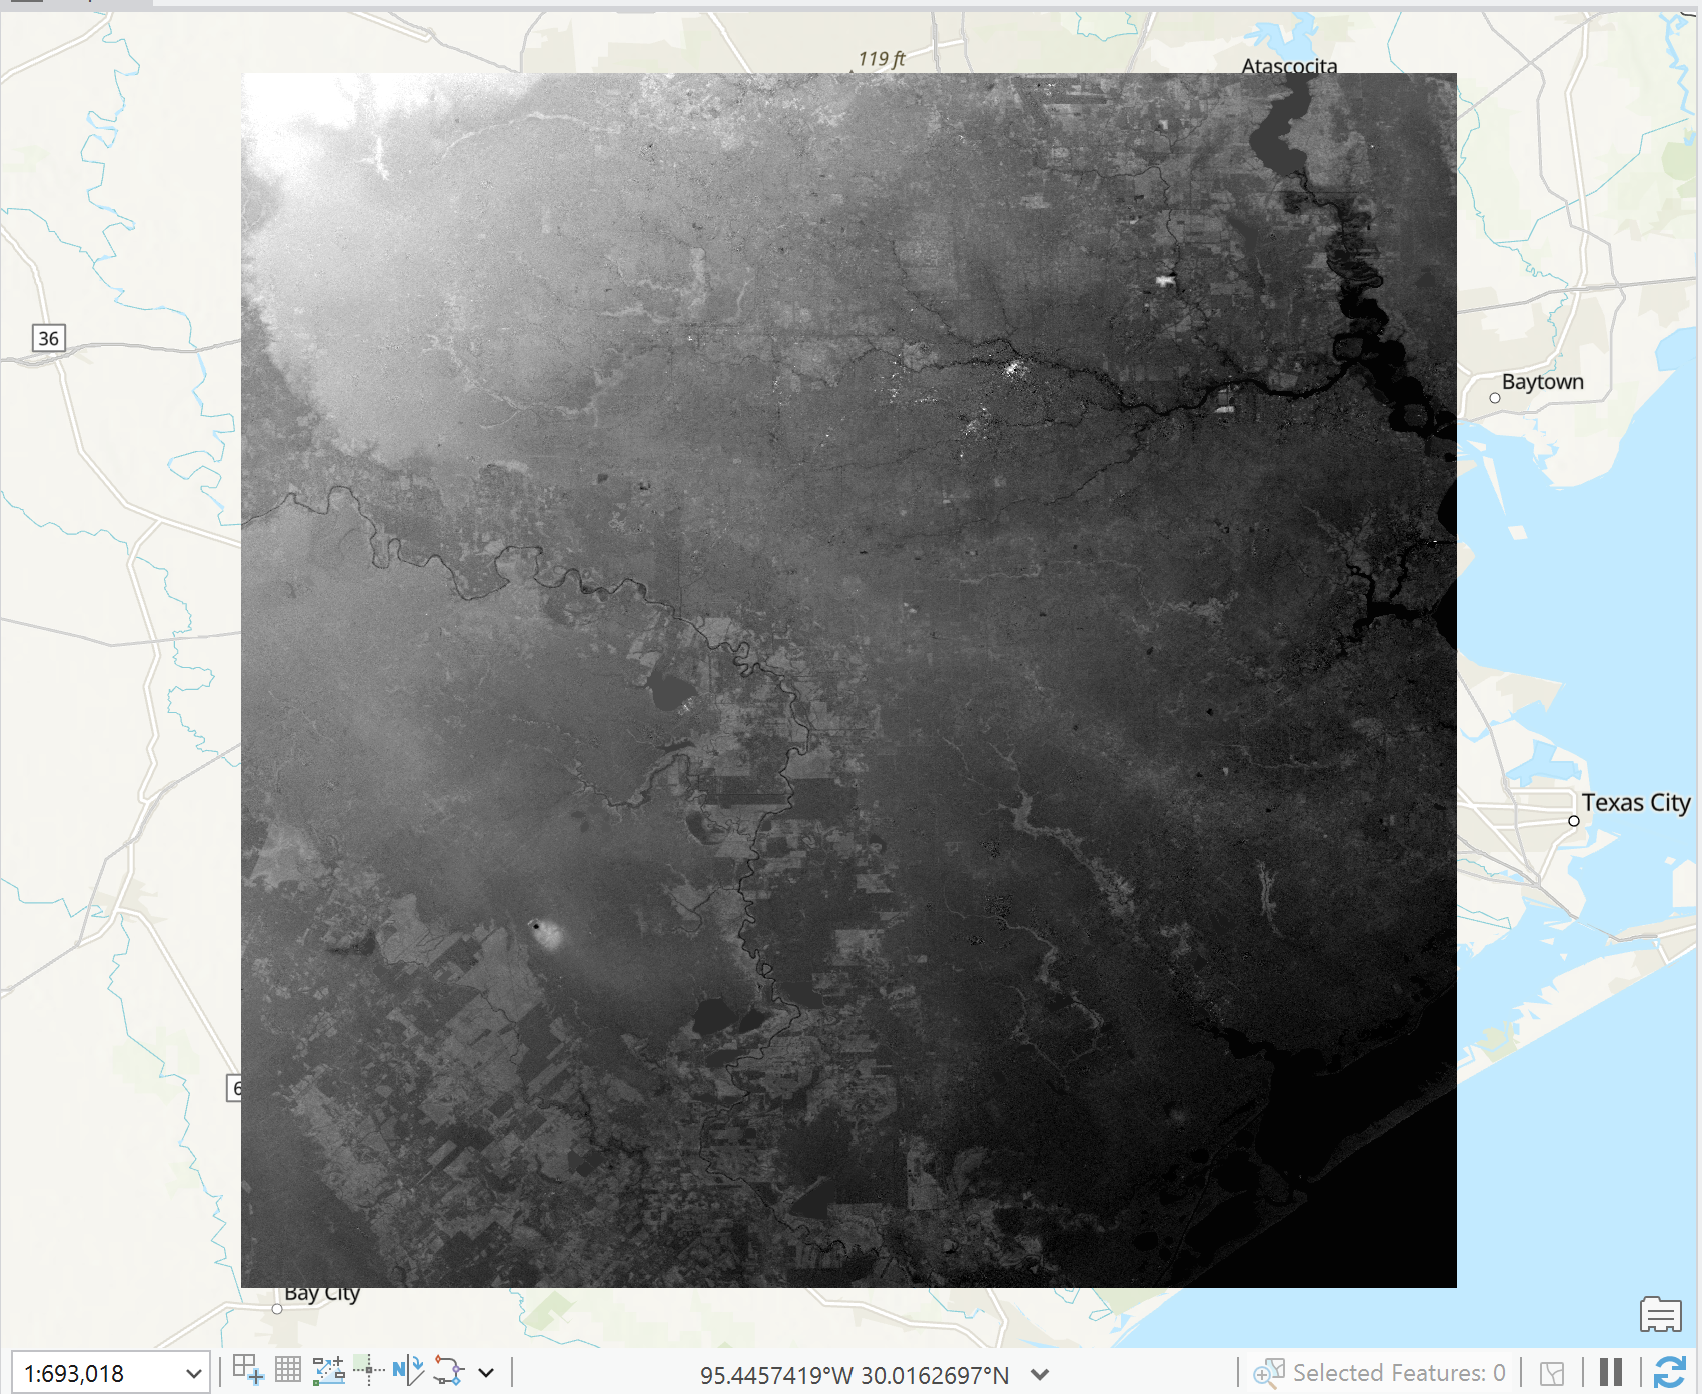 119 ft
Atascocita
36
Baytown
Texas City
6
Bay City
1:693,018
N
95.4457419°W 30.0162697°N
Selected Features: 0